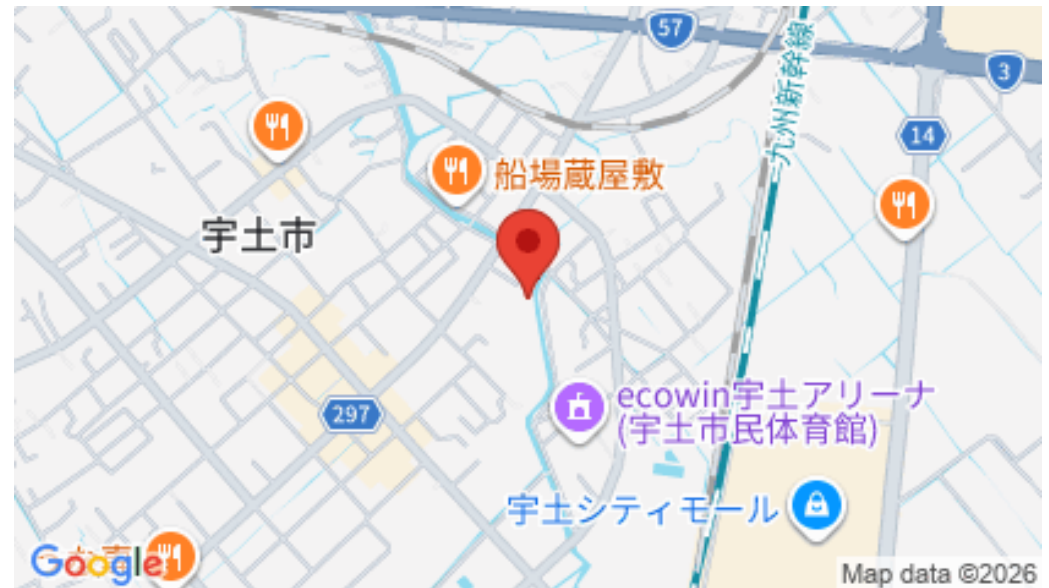 57
3
九州新幹線
14
船場蔵屋敷
宇土市
297
ecowin宇土アリーナ
(宇土市民体育館)
宇土シティモール
Google
Map data ©2026